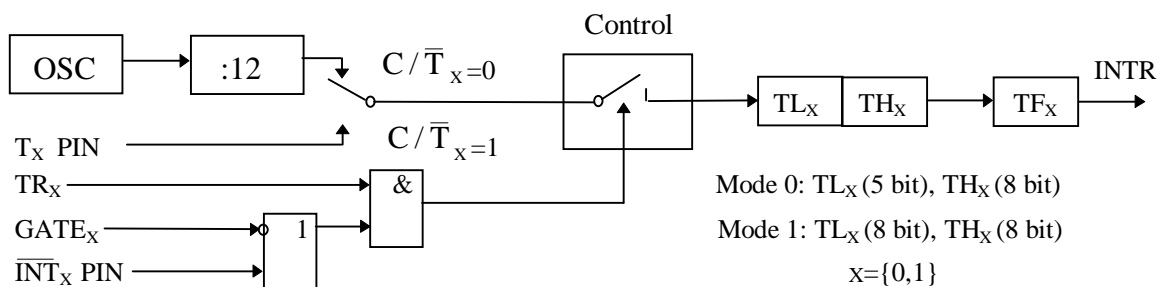 Control
OSC
:12
C / T̅ X=0
TLX
THX
TFX
INTR
TX PIN
C / T̅ X=1
TRX
&
Mode 0: TLX (5 bit), THX (8 bit)
GATEX
1
Mode 1: TLX (8 bit), THX (8 bit)
I̅N̅T̅X PIN
X={0,1}